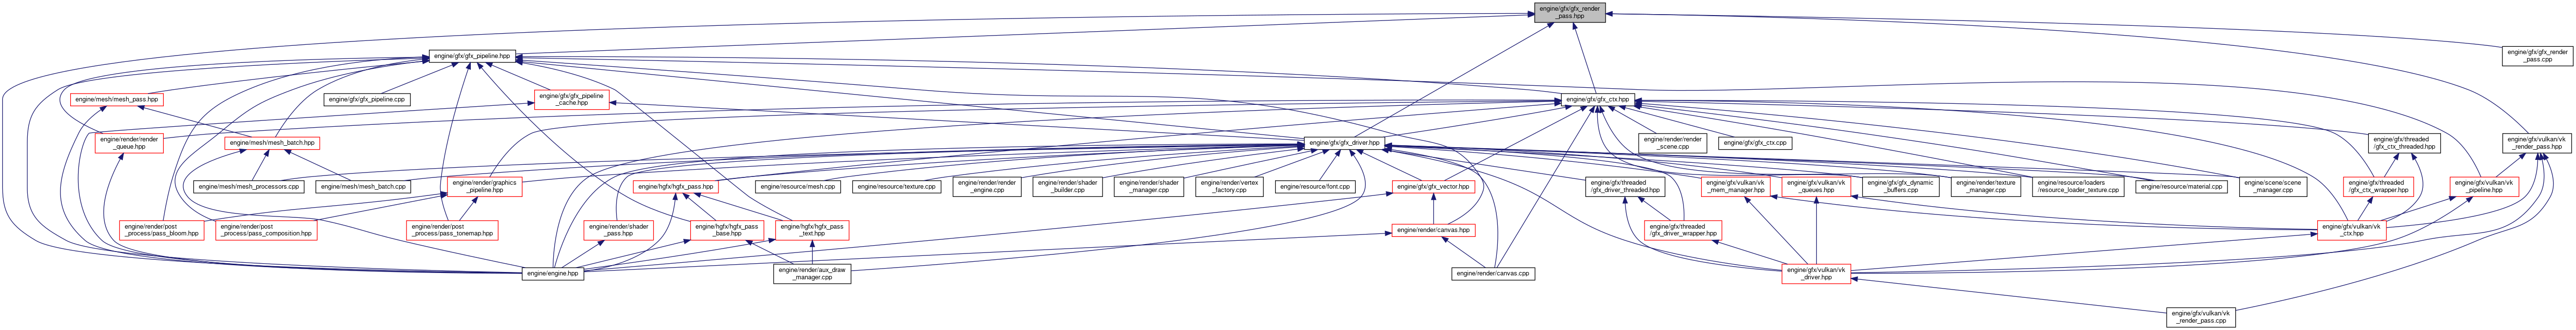 engine/gfx/gfx_render
_pass.hpp
engine/gfx/gfx_pipeline.hpp
engine/gfx/gfx_render
_pass.cpp
engine/mesh/mesh_pass.hpp
engine/gfx/gfx_pipeline.cpp
engine/gfx/gfx_pipeline
_cache.hpp
engine/gfx/gfx_ctx.hpp
engine/render/render
_queue.hpp
engine/mesh/mesh_batch.hpp
engine/gfx/gfx_driver.hpp
engine/render/render
_scene.cpp
engine/gfx/gfx_ctx.cpp
engine/gfx/threaded
/gfx_ctx_threaded.hpp
engine/gfx/vulkan/vk
_render_pass.hpp
engine/mesh/mesh_processors.cpp
engine/mesh/mesh_batch.cpp
engine/render/graphics
_pipeline.hpp
engine/hgfx/hgfx_pass.hpp
engine/resource/mesh.cpp
engine/resource/texture.cpp
engine/render/render
_engine.cpp
engine/render/shader
_builder.cpp
engine/render/shader
_manager.cpp
engine/render/vertex
_factory.cpp
engine/resource/font.cpp
engine/gfx/gfx_vector.hpp
engine/gfx/threaded
/gfx_driver_threaded.hpp
engine/gfx/vulkan/vk
_mem_manager.hpp
engine/gfx/vulkan/vk
_queues.hpp
engine/gfx/gfx_dynamic
_buffers.cpp
engine/render/texture
_manager.cpp
engine/resource/loaders
/resource_loader_texture.cpp
engine/resource/material.cpp
engine/scene/scene
_manager.cpp
engine/gfx/threaded
/gfx_ctx_wrapper.hpp
engine/gfx/vulkan/vk
_pipeline.hpp
engine/render/post
_process/pass_bloom.hpp
engine/render/post
_process/pass_composition.hpp
engine/render/post
_process/pass_tonemap.hpp
engine/render/shader
_pass.hpp
engine/hgfx/hgfx_pass
_base.hpp
engine/hgfx/hgfx_pass
_text.hpp
engine/render/canvas.hpp
engine/gfx/threaded
/gfx_driver_wrapper.hpp
engine/gfx/vulkan/vk
_ctx.hpp
engine/engine.hpp
engine/render/aux_draw
_manager.cpp
engine/render/canvas.cpp
engine/gfx/vulkan/vk
_driver.hpp
engine/gfx/vulkan/vk
_render_pass.cpp